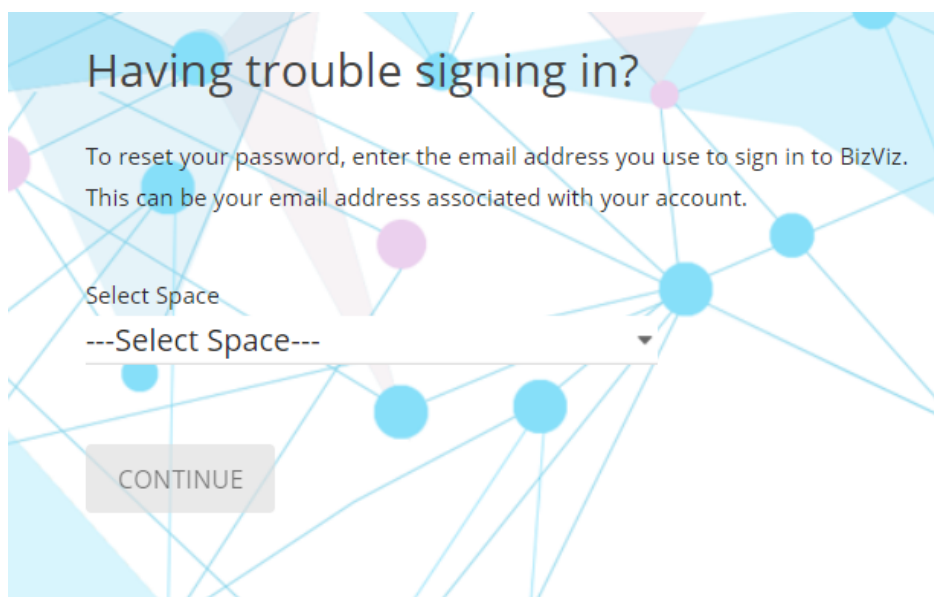 Having trouble signing in?
To reset your password, enter the email address you use to sign in to BizViz.
This can be your email address associated with your account.
Select Space
---Select Space---
CONTINUE